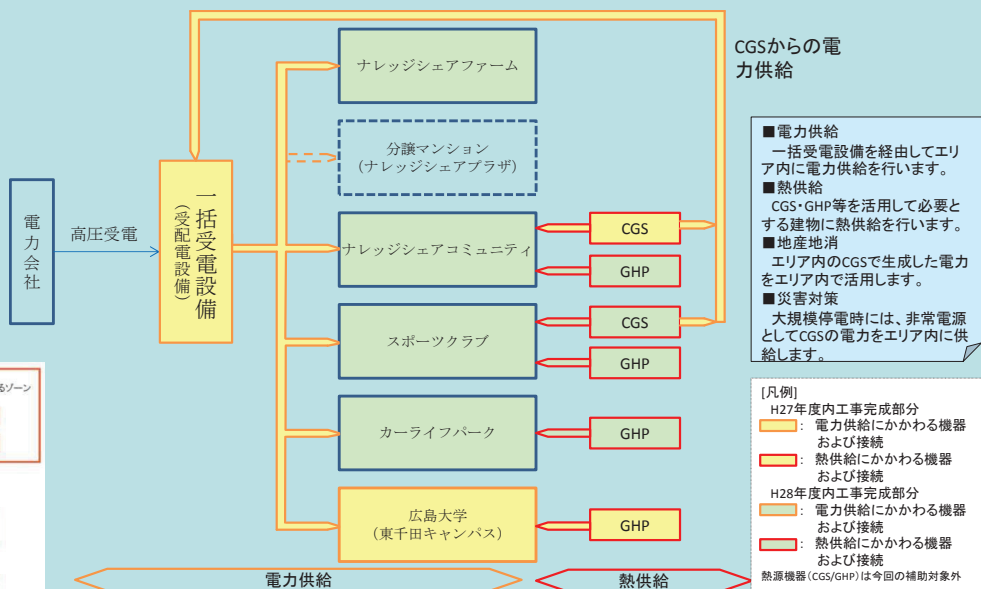 CGSからの電
力供給
ナレッジシェアファーム
分譲マンション
(ナレッジシェアプラザ)
電力会社
高圧受電
一括受電設備
(受配電設備)
ナレッジシェアコミュニティ
CGS
GHP
スポーツクラブ
CGS
GHP
カーライフパーク
GHP
広島大学
(東千田キャンパス)
GHP
電力供給
熱供給
■電力供給
一括受電設備を経由してエリ
ア内に電力供給を行います。
■熱供給
CGS・GHP等を活用して必要と
する建物に熱供給を行います。
■地産地消
エリア内のCGSで生成した電力
をエリア内で活用します。
■災害対策
大規模停電時には、非常電源
としてCGSの電力をエリア内に供
給します。
[凡例]
H27年度内工事完成部分
: 電力供給にかかわる機器
および接続
: 熱供給にかかわる機器
および接続
H28年度内工事完成部分
: 電力供給にかかわる機器
および接続
: 熱供給にかかわる機器
および接続
熱源機器(CGS/GHP)は今回の補助対象外
るゾーン